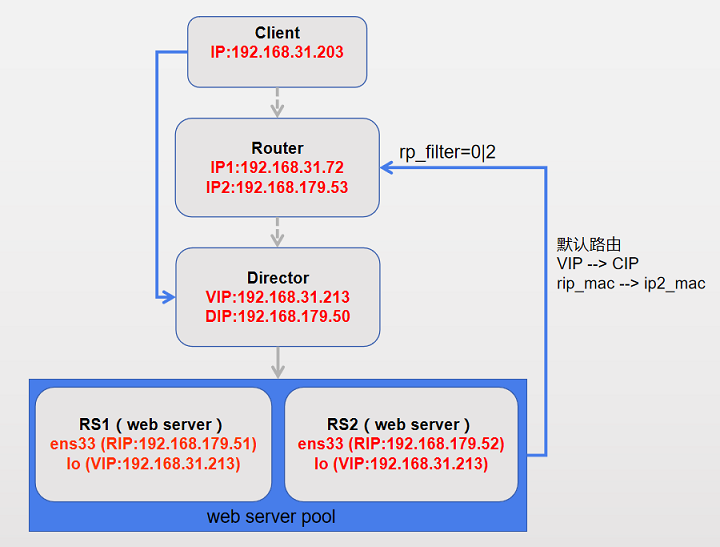 Client
IP:192.168.31.203
Router
IP1:192.168.31.72
IP2:192.168.179.53
rp_filter=0|2
默认路由
VIP --> CIP
rip_mac --> ip2_mac
Director
VIP:192.168.31.213
DIP:192.168.179.50
RS1（web server）
ens33 (RIP:192.168.179.51)
lo (VIP:192.168.31.213)
RS2（web server）
ens33 (RIP:192.168.179.52)
lo (VIP:192.168.31.213)
web server pool